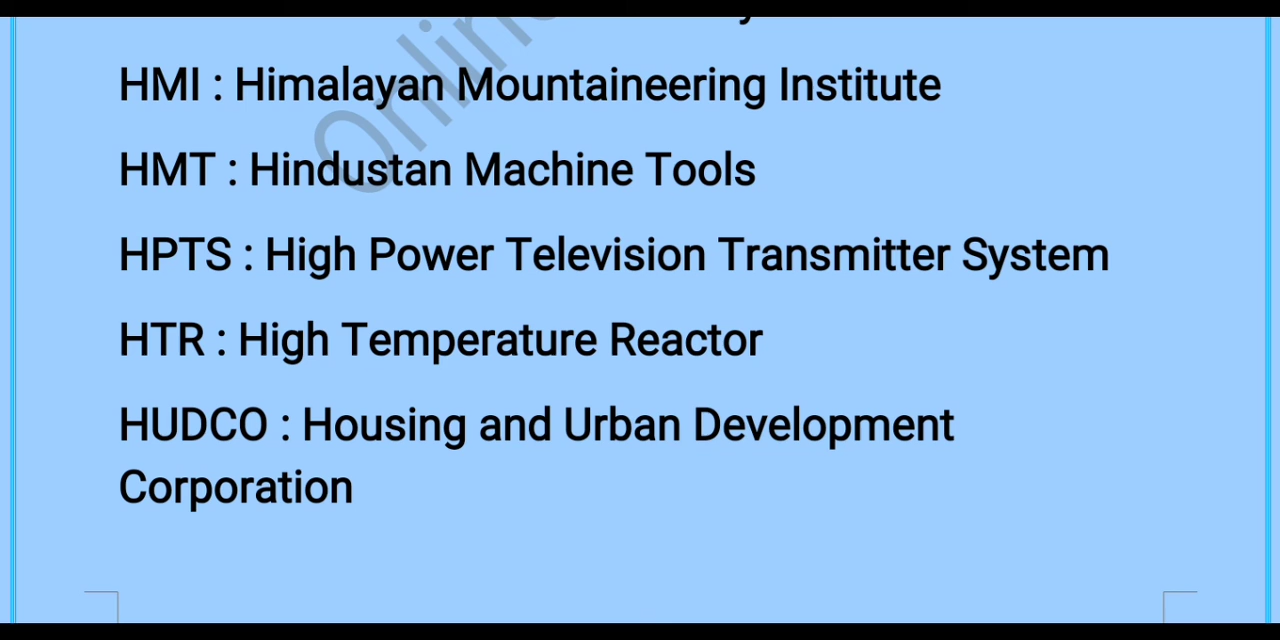 HMI : Himalayan Mountaineering Institute
HMT : Hindustan Machine Tools
HPTS : High Power Television Transmitter System
HTR : High Temperature Reactor
HUDCO : Housing and Urban Development
Corporation